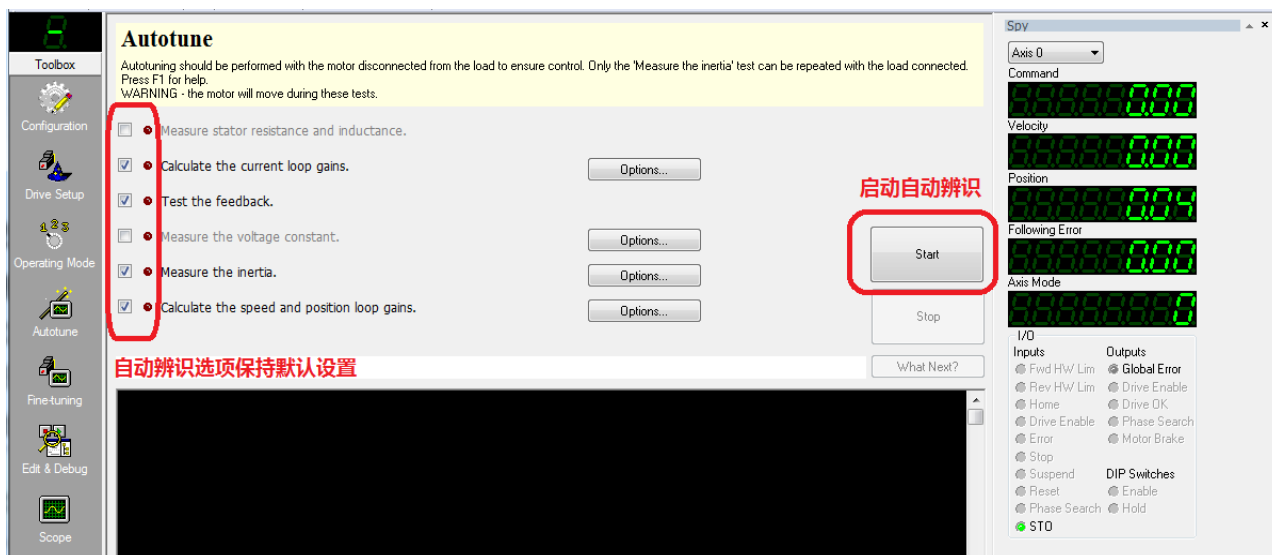 Toolbox
Configuration
Drive Setup
Operating Mode
Autotune
Fine-tuning
Edit & Debug
Scope
Autotune
Autotuning should be performed with the motor disconnected from the load to ensure control. Only the 'Measure the inertia' test can be repeated with the load connected.
Press F1 for help.
WARNING - the motor will move during these tests.
Measure stator resistance and inductance.
Calculate the current loop gains.
Options...
Test the feedback.
Measure the voltage constant.
Options...
Measure the inertia.
Options...
Calculate the speed and position loop gains.
Options...
启动自动辨识
Start
Stop
What Next?
自动辨识选项保持默认设置
Spy
Axis 0
Command
0.00
Velocity
0.00
Position
0.04
Following Error
0.00
Axis Mode
0
I/O
Inputs
Outputs
Fwd HW Lim
Global Error
Rev HW Lim
Drive Enable
Home
Drive OK
Drive Enable
Phase Search
Error
Motor Brake
Stop
Suspend
DIP Switches
Reset
Enable
Phase Search
Hold
STO